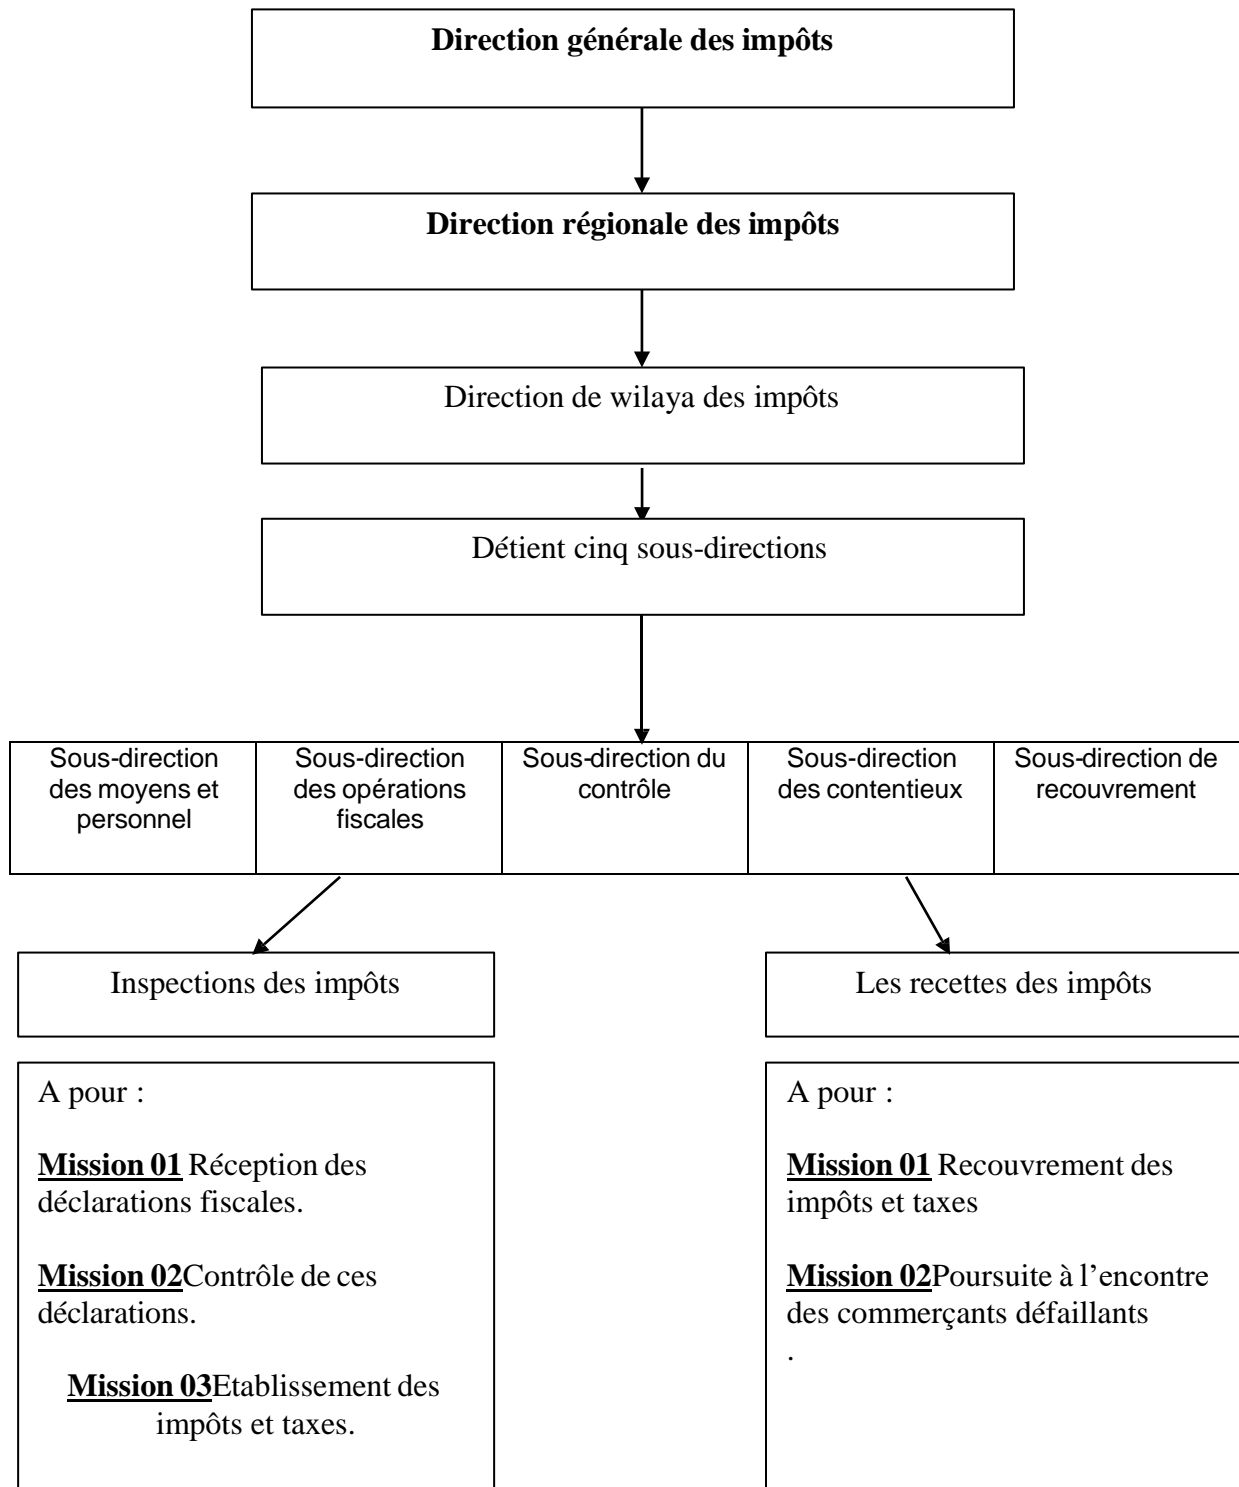 Direction générale des impôts
Direction régionale des impôts
Direction de wilaya des impôts
Détient cinq sous-directions
Sous-direction
des moyens et
personnel
Sous-direction
des opérations
fiscales
Sous-direction du
contrôle
Sous-direction
des contentieux
Sous-direction de
recouvrement
Inspections des impôts
Les recettes des impôts
A pour :
Mission 01 Réception des
déclarations fiscales.
Mission 02Contrôle de ces
déclarations.
Mission 03Etablissement des
impôts et taxes.
A pour :
Mission 01 Recouvrement des
impôts et taxes
Mission 02Poursuite à l’encontre
des commerçants défaillants
.